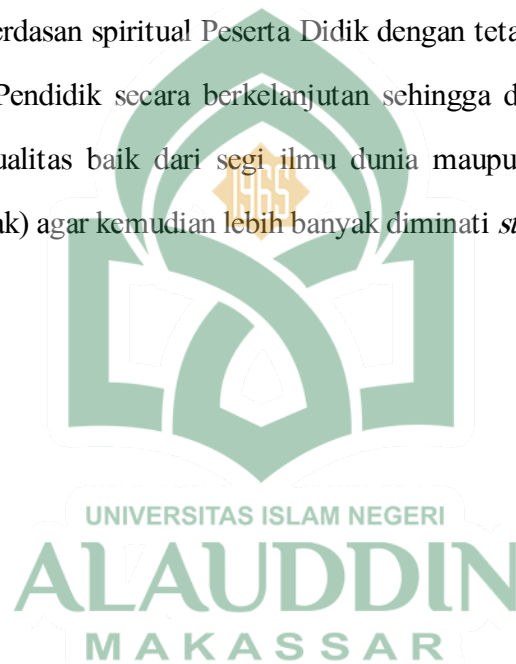 erdasan spiritual Peserta Didik dengan teta
Pendidik secara berkelanjutan sehingga d
ualitas baik dari segi ilmu dunia maupu
ak) agar kemudian lebih banyak diminati st
1965
UNIVERSITAS ISLAM NEGERI
ALAUDDIN
MAKASSAR